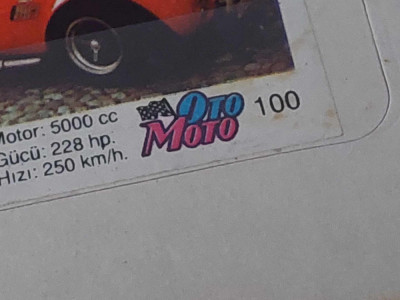 Motor: 5000 cc
Gücü: 228 hp.
Hızı: 250 km/h.
OTO
MOTO
100